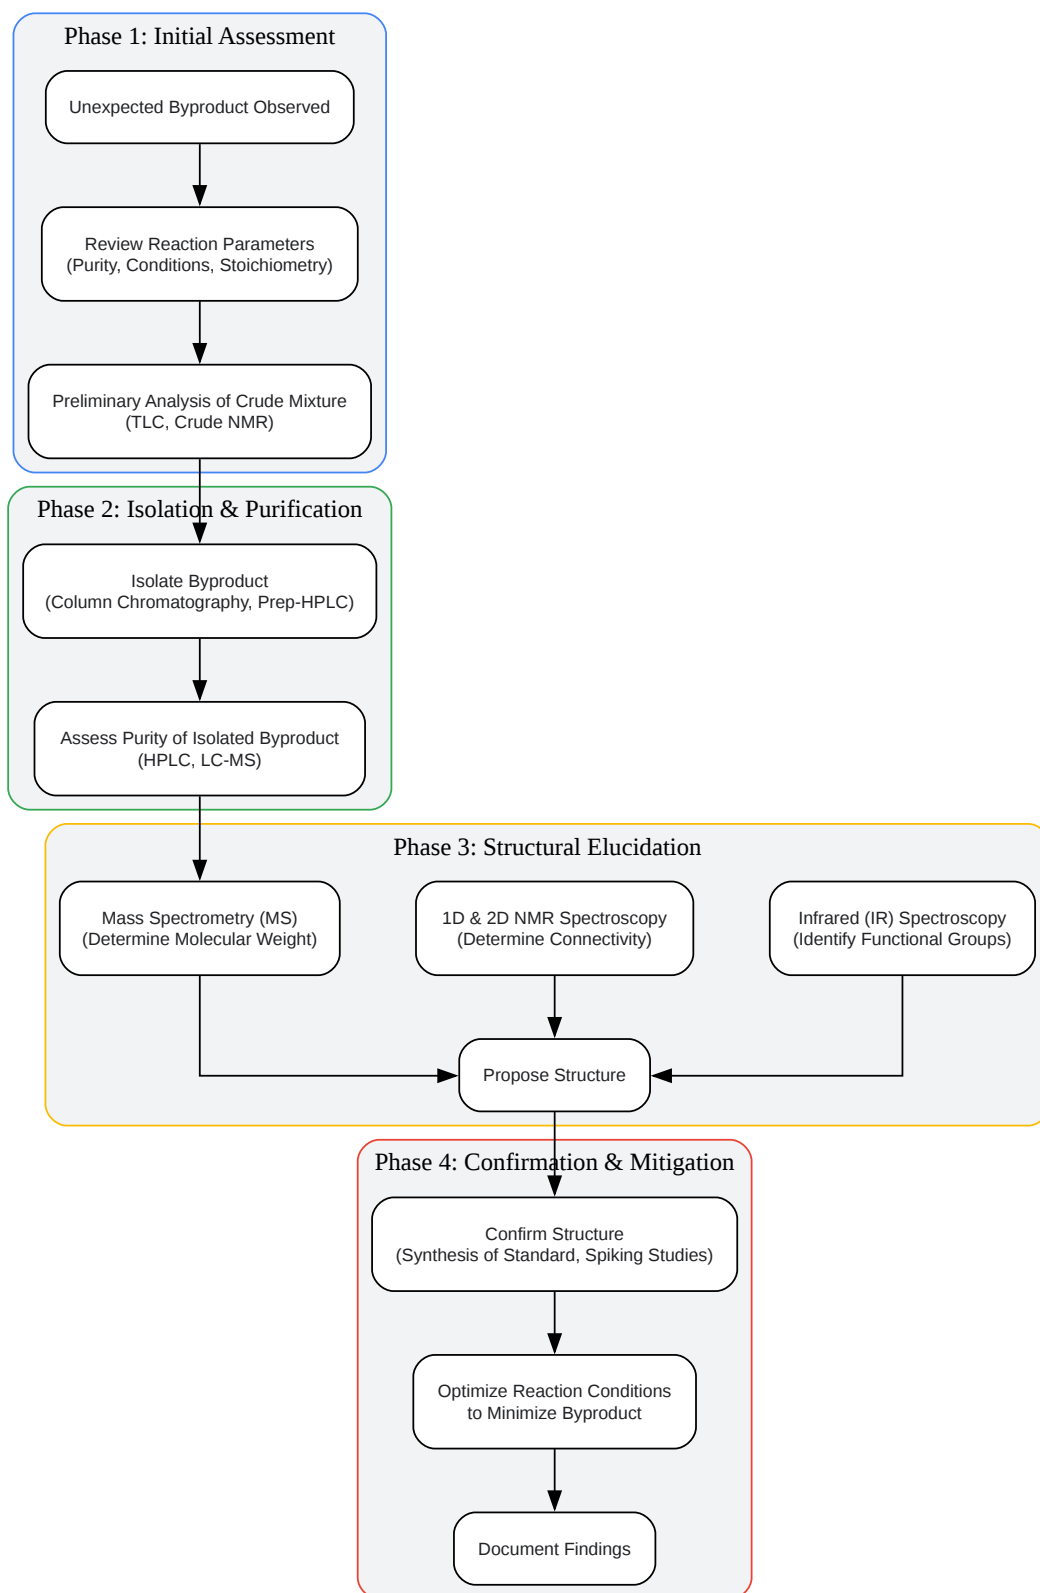 Phase 1: Initial Assessment
Unexpected Byproduct Observed
Review Reaction Parameters
(Purity, Conditions, Stoichiometry)
Preliminary Analysis of Crude Mixture
(TLC, Crude NMR)
Phase 2: Isolation & Purification
Isolate Byproduct
(Column Chromatography, Prep-HPLC)
Assess Purity of Isolated Byproduct
(HPLC, LC-MS)
Phase 3: Structural Elucidation
Mass Spectrometry (MS)
(Determine Molecular Weight)
1D & 2D NMR Spectroscopy
(Determine Connectivity)
Infrared (IR) Spectroscopy
(Identify Functional Groups)
Propose Structure
Phase 4: Confirmation & Mitigation
Confirm Structure
(Synthesis of Standard, Spiking Studies)
Optimize Reaction Conditions
to Minimize Byproduct
Document Findings